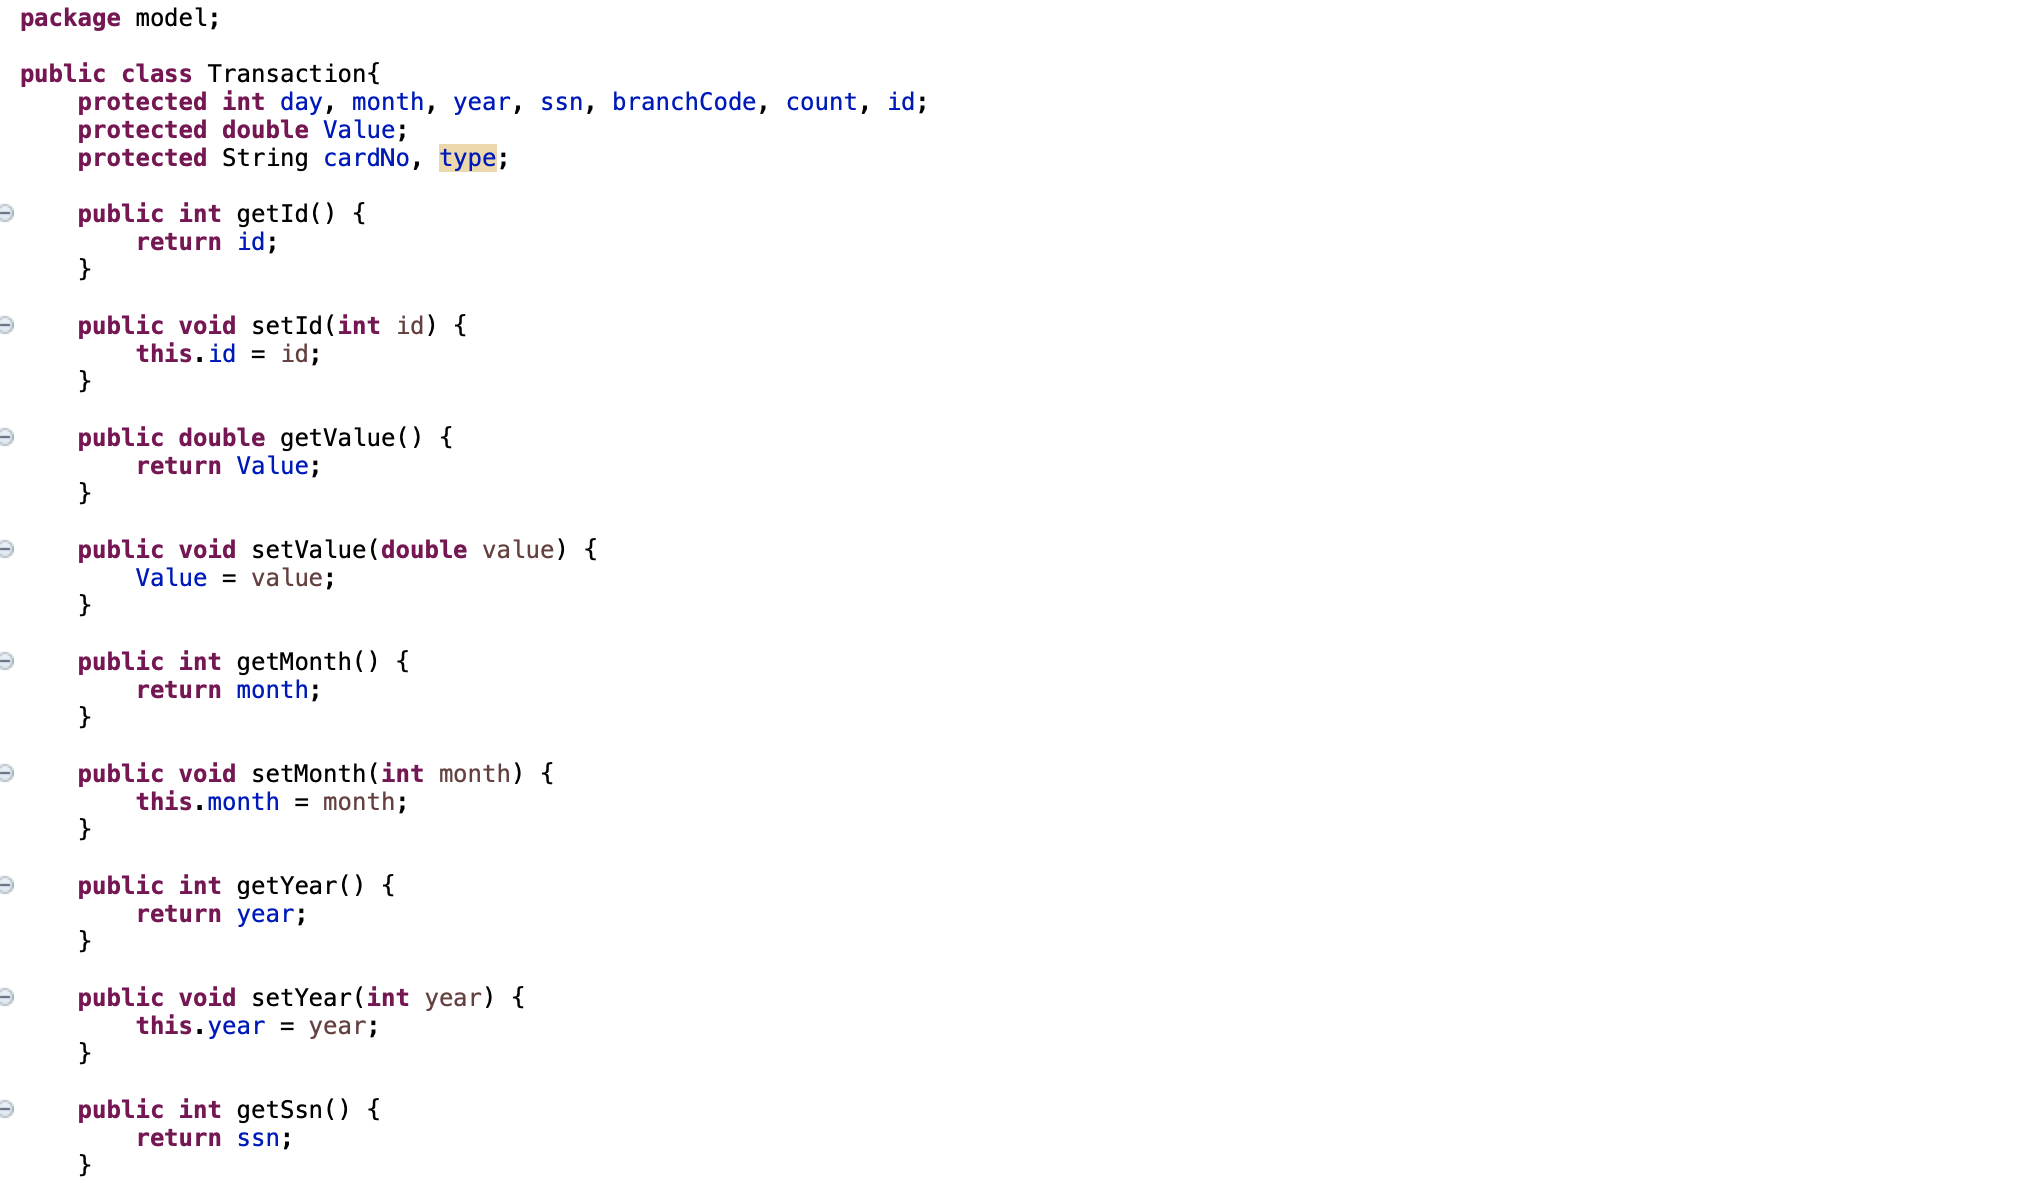 package model;
public class Transaction{
protected int day, month, year, ssn, branchCode, count, id;
protected double Value;
protected String cardNo, type;
public int getId() {
return id;
}
public void setId(int id) {
this.id = id;
}
public double getValue() {
return Value;
}
public void setValue(double value) {
Value = value;
}
public int getMonth() {
return month;
}
public void setMonth(int month) {
this.month = month;
}
public int getYear() {
return year;
}
public void setYear(int year) {
this.year = year;
}
public int getSsn() {
return ssn;
}